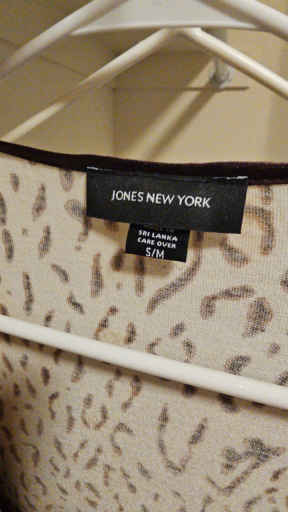 JONES NEW YORK
SRI LANKA
CARE OVER
S/M